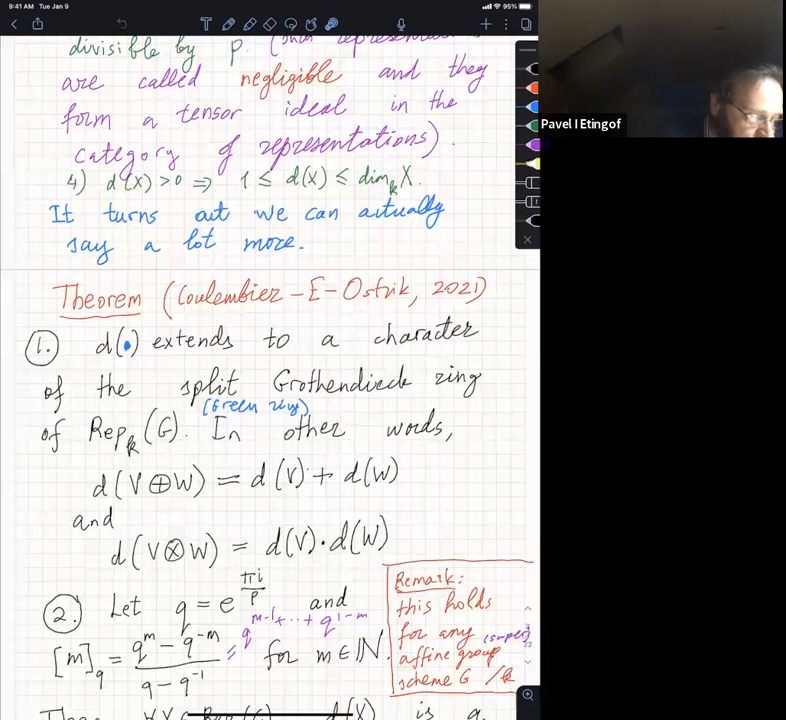 9:41 AM Tue Jan 9
95%
divisible by p.
are called negligible and they
form a tensor ideal in the
category of representations).
4) d(X) > 0 ⇒ 1 ≤ d(X) ≤ dim_k X.
It turns out we can actually
say a lot more.
Theorem (Coulembier - E - Ostrik, 2021)
1. d(•) extends to a character
of the split Grothendieck ring
(Green ring)
of Rep_k(G). In other words,
d(V ⊕ W) = d(V) + d(W)
and
d(V ⊗ W) = d(V)·d(W)
2. Let q = e^{πi/p} and
[m]_q = (q^m - q^{-m})/(q - q^{-1}) = q^{m-1} + ... + q^{1-m} for m ∈ ℕ.
Remark:
this holds
for any (super)
affine group
scheme G /k
Pavel I Etingof